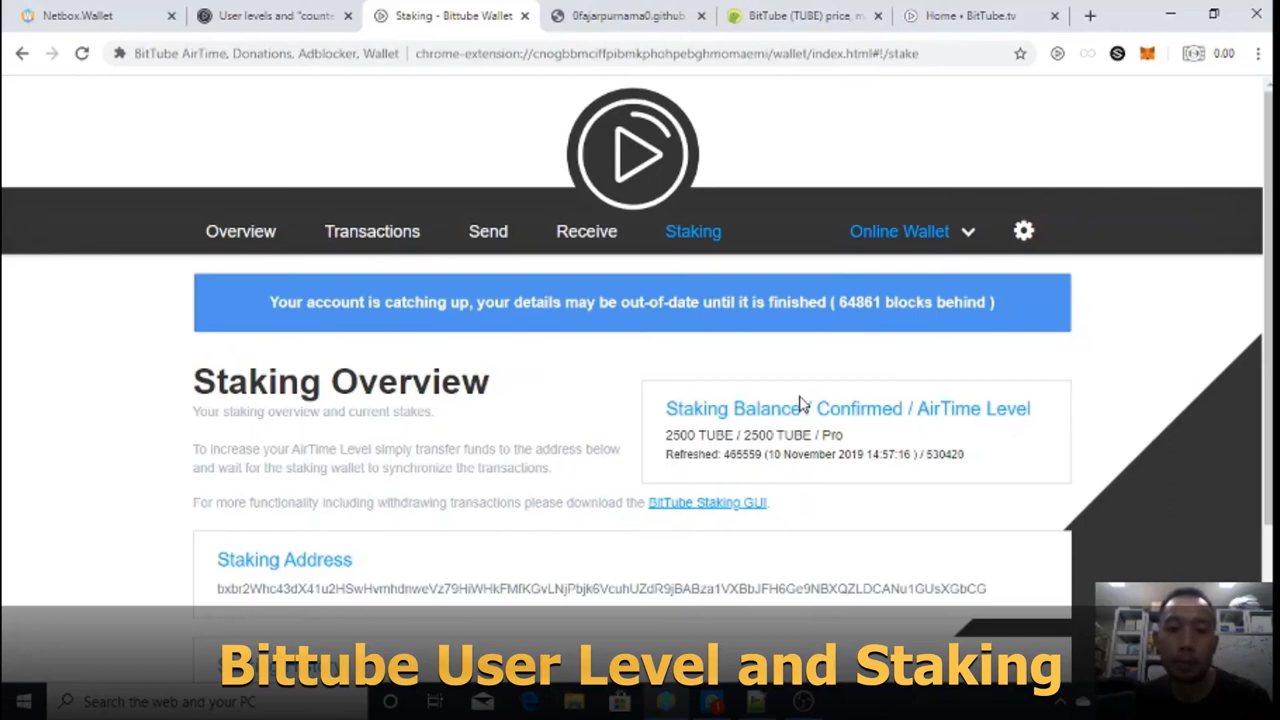 Netbox.Wallet
User levels and "counte
Staking - Bittube Wallet
0fajarpurnama0.github
BitTube (TUBE) price, m
Home • BitTube.tv
BitTube AirTime, Donations, Adblocker, Wallet
chrome-extension://cnogbbmciffpibmkphohpebghmomaemi/wallet/index.html#!/stake
0.00
Overview
Transactions
Send
Receive
Staking
Online Wallet
Your account is catching up, your details may be out-of-date until it is finished ( 64861 blocks behind )
Staking Overview
Your staking overview and current stakes.
To increase your AirTime Level simply transfer funds to the address below
and wait for the staking wallet to synchronize the transactions.
Staking Balance / Confirmed / AirTime Level
2500 TUBE / 2500 TUBE / Pro
Refreshed: 465559 (10 November 2019 14:57:16 ) / 530420
For more functionality including withdrawing transactions please download the BitTube Staking GUI.
Staking Address
bxbr2Whc43dX41u2HSwHvmhdnweVz79HiWHkFMfKGvLNjPbjk6VcuhUZdR9jBABza1VXBbJFH6Ge9NBXQZLDCANu1GUsXGbCG
Bittube User Level and Staking
Search the web and your PC